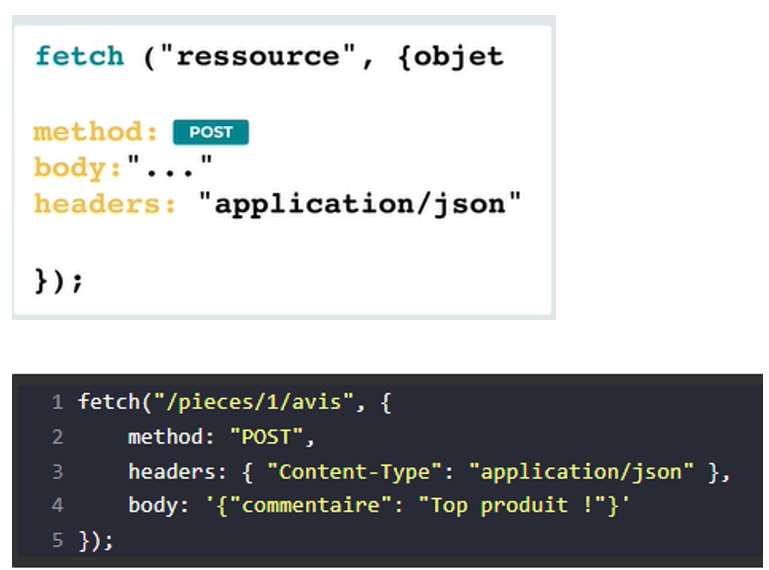 fetch ("ressource", {objet
method: POST
body:"..."
headers: "application/json"
});
1 fetch("/pieces/1/avis", {
2 method: "POST",
3 headers: { "Content-Type": "application/json" },
4 body: '{"commentaire": "Top produit !"}'
5 });